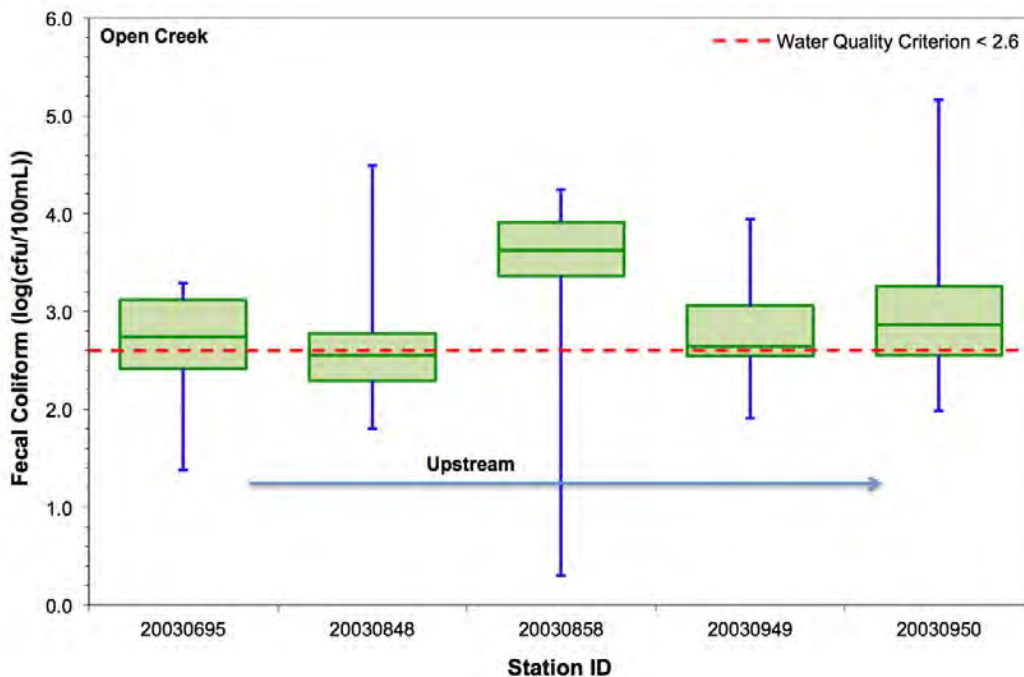 Open Creek
Water Quality Criterion < 2.6
6.0
5.0
4.0
3.0
2.0
1.0
0.0
Fecal Coliform (log(cfu/100mL))
Upstream
20030695 20030848 20030858 20030949 20030950
Station ID